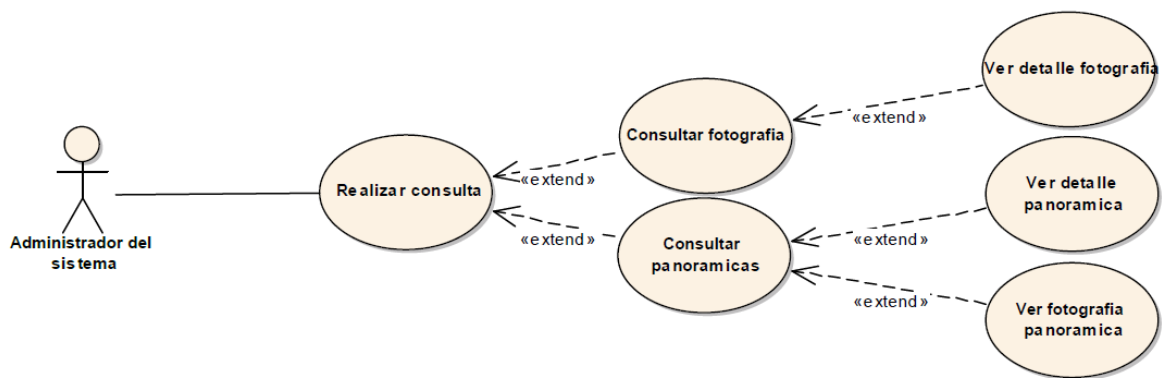 Ver detalle fotografia
«extend»
Consultar fotografia
«extend»
Realizar consulta
Administrador del
sistema
«extend»
Consultar
panoramicas
«extend»
Ver detalle
panoramica
«extend»
Ver fotografia
panoramica